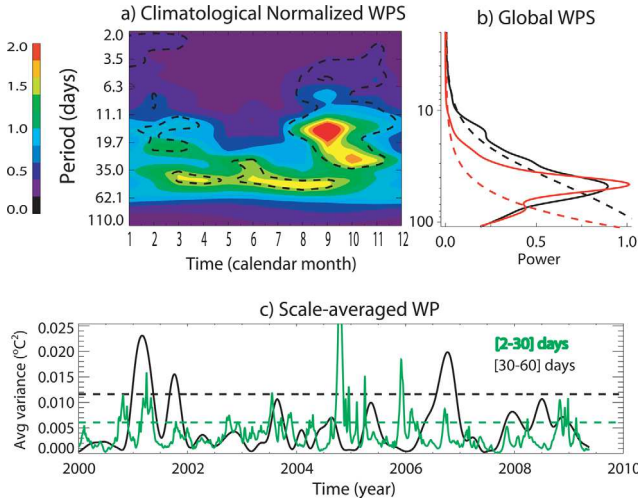 a) Climatological Normalized WPS
b) Global WPS
2.0
1.5
1.0
0.5
0.0
Period (days)
2.0
3.5
6.3
11.1
19.7
35.0
62.1
110.0
1 2 3 4 5 6 7 8 9 10 11 12
Time (calendar month)
10
100
0.0 0.5 1.0
Power
c) Scale-averaged WP
Avg variance (°C²)
0.025
0.020
0.015
0.010
0.005
0.000
[2-30] days
[30-60] days
2000 2002 2004 2006 2008 2010
Time (year)